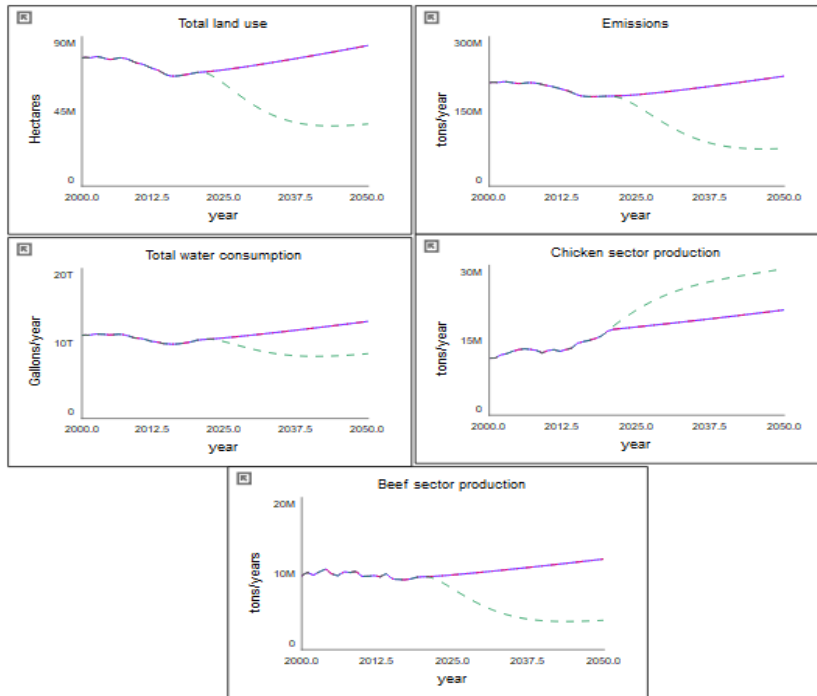 Total land use
90M
45M
0
Hectares
2000.0 2012.5 2025.0 2037.5 2050.0
year
Emissions
300M
150M
0
tons/year
2000.0 2012.5 2025.0 2037.5 2050.0
year
Total water consumption
20T
10T
0
Gallons/year
2000.0 2012.5 2025.0 2037.5 2050.0
year
Chicken sector production
30M
15M
0
tons/year
2000.0 2012.5 2025.0 2037.5 2050.0
year
Beef sector production
20M
10M
0
tons/years
2000.0 2012.5 2025.0 2037.5 2050.0
year